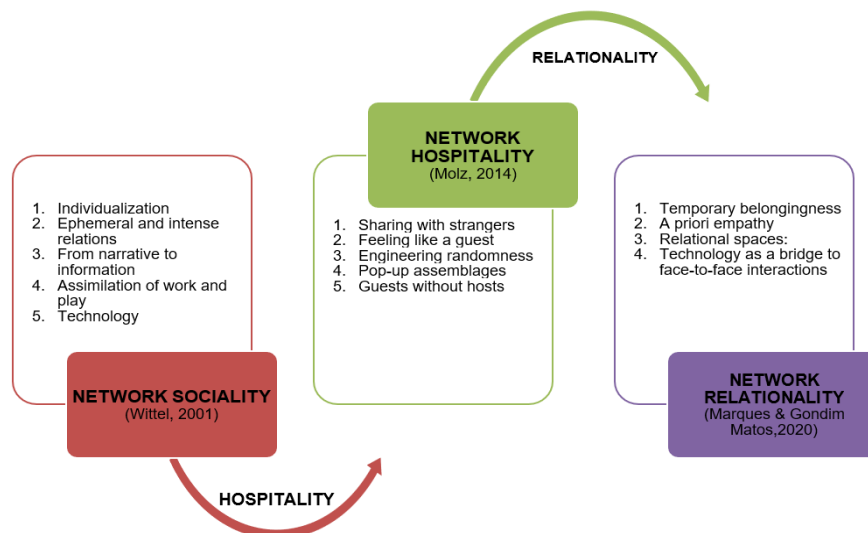 RELATIONALITY
NETWORK
HOSPITALITY
(Molz, 2014)
1. Individualization
2. Ephemeral and intense
relations
3. From narrative to
information
4. Assimilation of work and
play
5. Technology
NETWORK SOCIALITY
(Wittel, 2001)
HOSPITALITY
1. Sharing with strangers
2. Feeling like a guest
3. Engineering randomness
4. Pop-up assemblages
5. Guests without hosts
1. Temporary belongingness
2. A priori empathy
3. Relational spaces:
4. Technology as a bridge to
face-to-face interactions
NETWORK
RELATIONALITY
(Marques & Gondim
Matos,2020)